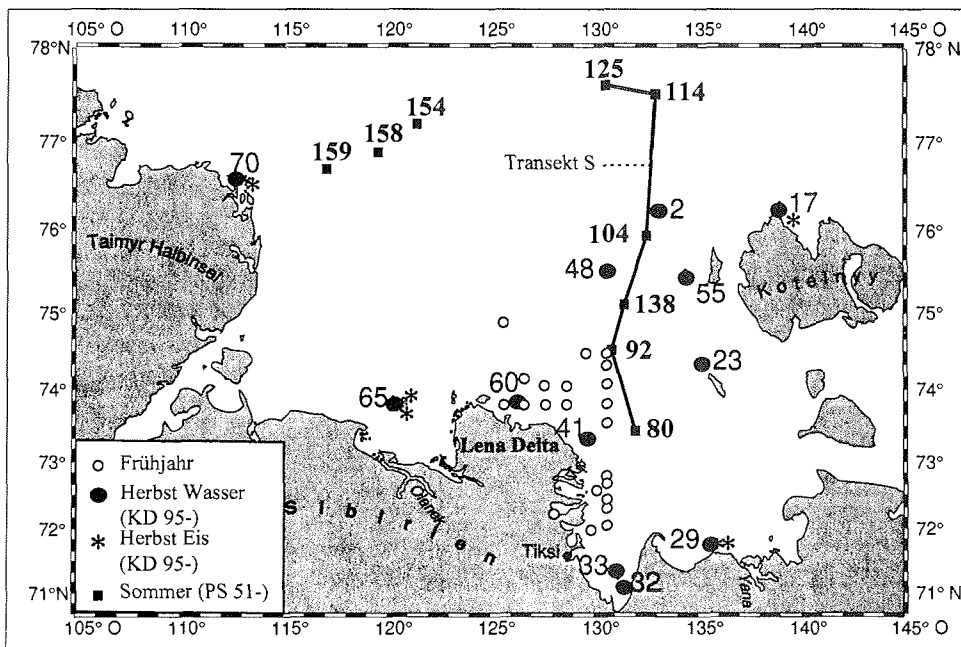 105° O 110° 115° 120° 125° 130° 135° 140° 145° O
78° N 78° N
125
114
154
158
159
77° 77°
Transekt S
70
2
17
76° 76°
104
Taimyr Halbinsel
48
55
Kotelnyy
75° 75°
138
92
23
74° 74°
60
65
80
41
Lena Delta
73° 73°
Frühjahr
Herbst Wasser
(KD 95-)
Olenek
Sibirien
72° 72°
Herbst Eis
(KD 95-)
Tiksi
29
33
32
Yana
Sommer (PS 51-)
71° N 71° N
105° O 110° 115° 120° 125° 130° 135° 140° 145° O